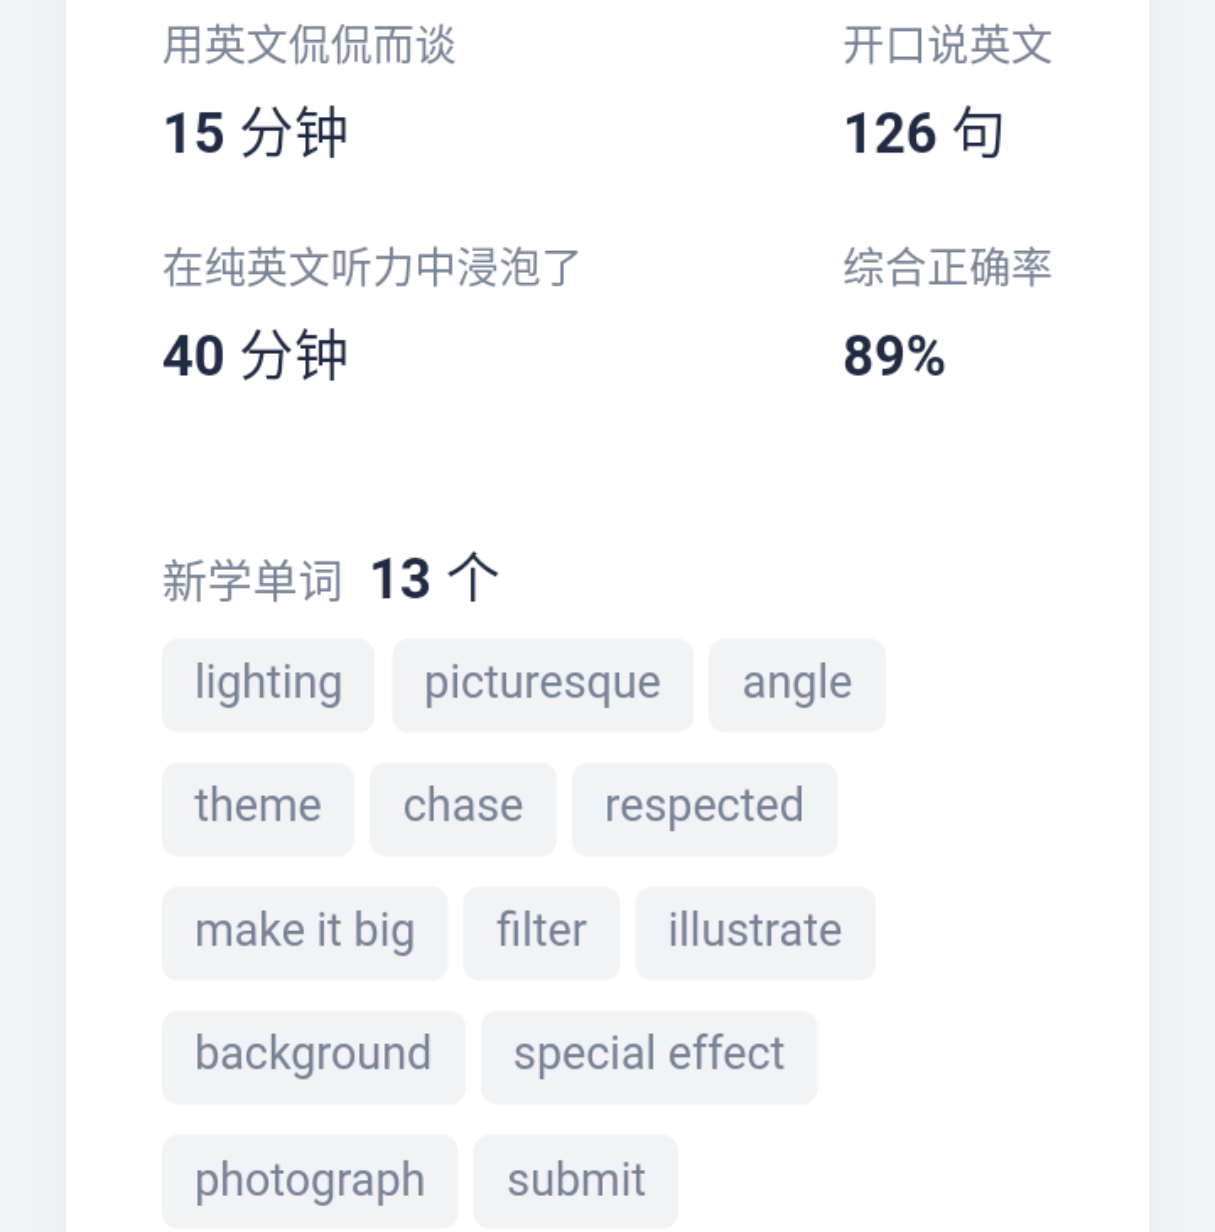 用英文侃侃而谈 开口说英文
15 分钟 126 句
在纯英文听力中浸泡了 综合正确率
40 分钟 89%
新学单词 13 个
lighting picturesque angle
theme chase respected
make it big filter illustrate
background special effect
photograph submit